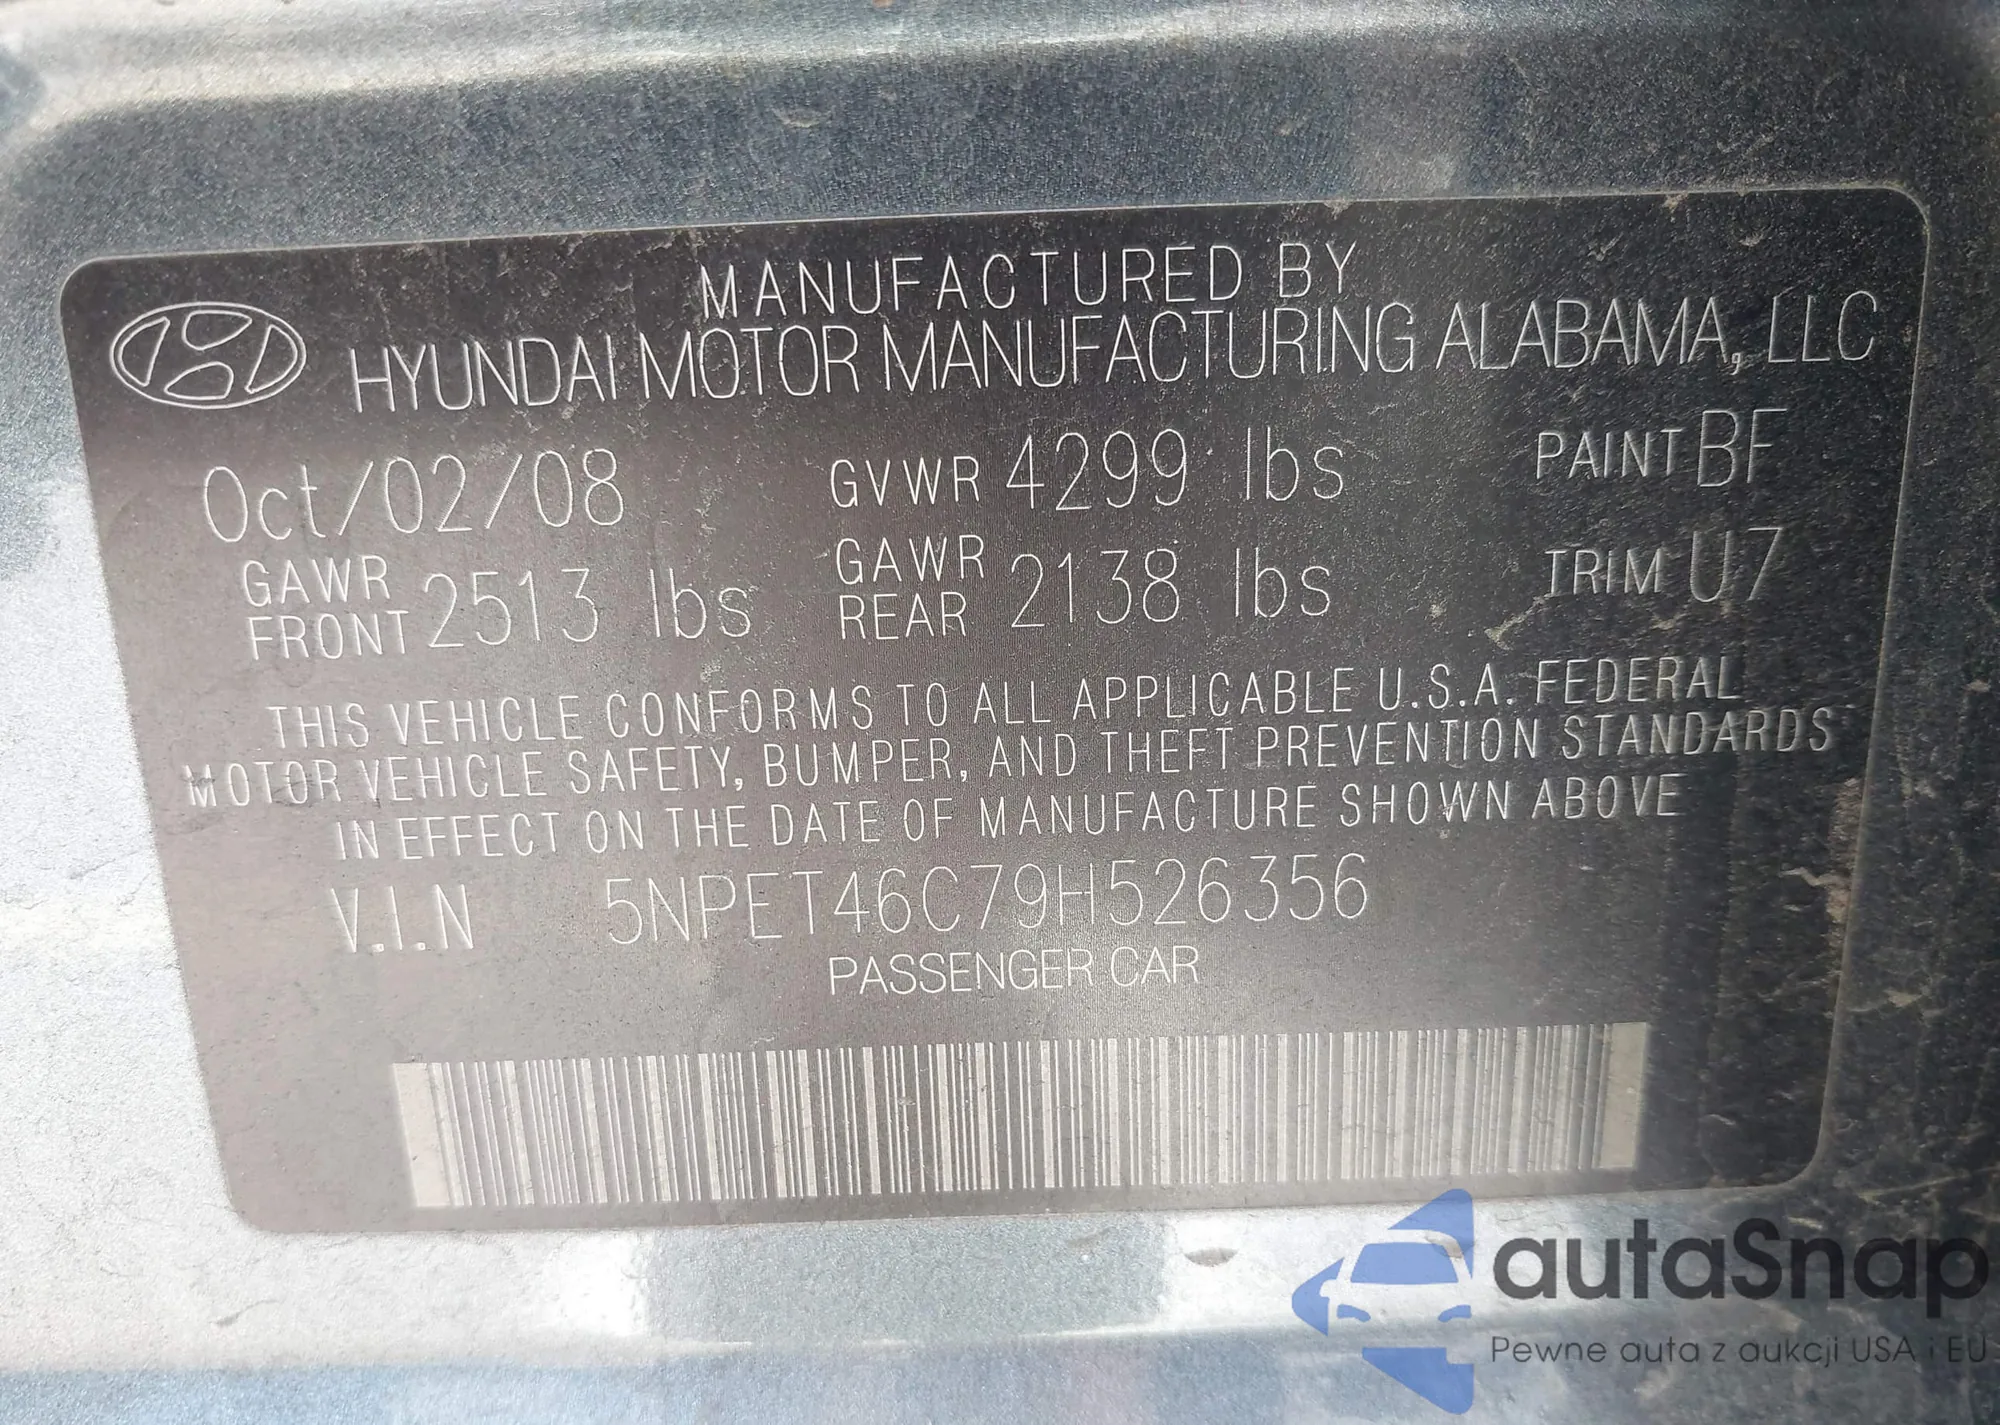 MANUFACTURED BY
HYUNDAI MOTOR MANUFACTURING ALABAMA, LLC
Oct/02/08 GVWR 4299 lbs PAINT BF
GAWR FRONT 2513 lbs GAWR REAR 2138 lbs TRIM U7
THIS VEHICLE CONFORMS TO ALL APPLICABLE U.S.A. FEDERAL
MOTOR VEHICLE SAFETY, BUMPER, AND THEFT PREVENTION STANDARDS
IN EFFECT ON THE DATE OF MANUFACTURE SHOWN ABOVE
V.I.N 5NPET46C79H526356
PASSENGER CAR
autaSnap
Pewne auta z aukcji USA i EU